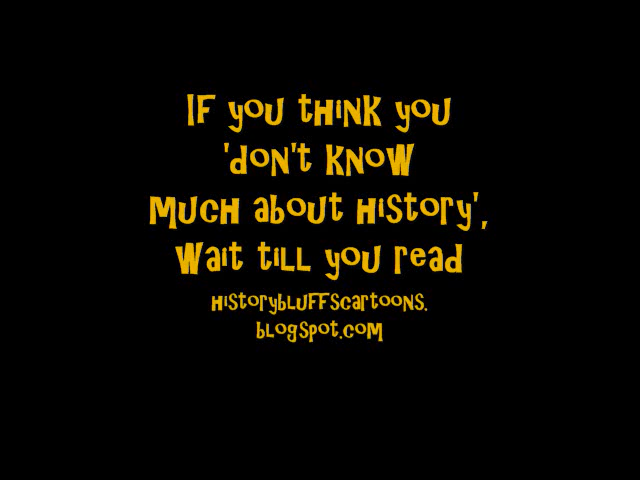 If you think you
'don't know
much about history',
Wait till you read
historybluffscartoons.
blogspot.com